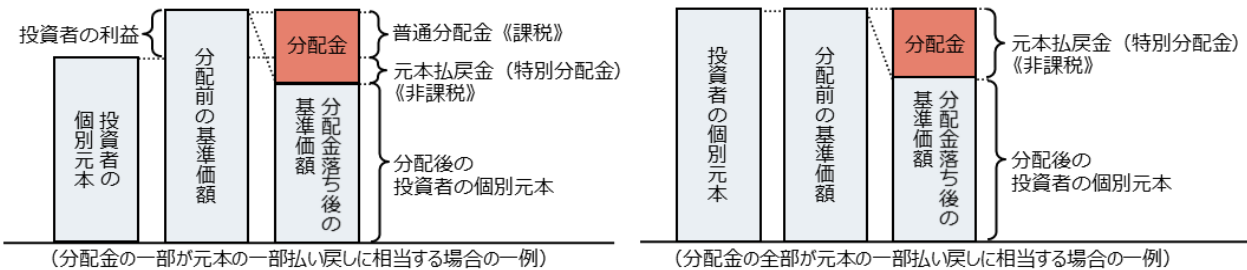 投資者の利益
投資者の
個別元本
分配前の基準価額
分配金
分配金落ち後の
基準価額
普通分配金《課税》
元本払戻金（特別分配金）
《非課税》
分配後の
投資者の個別元本
（分配金の一部が元本の一部払い戻しに相当する場合の一例）
投資者の個別元本
分配前の基準価額
分配金
分配金落ち後の
基準価額
元本払戻金（特別分配金）
《非課税》
分配後の
投資者の個別元本
（分配金の全部が元本の一部払い戻しに相当する場合の一例）